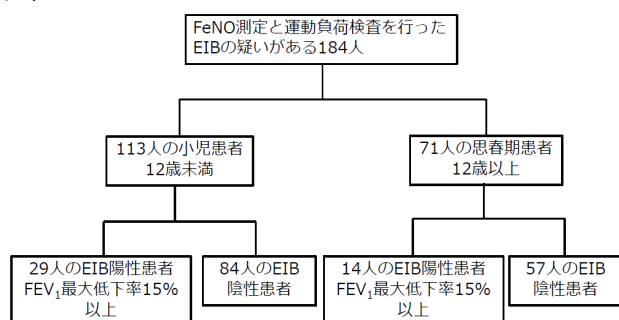 FeNO測定と運動負荷検査を行った
EIBの疑いがある184人
113人の小児患者
12歳未満
71人の思春期患者
12歳以上
29人のEIB陽性患者
FEV₁最大低下率15%
以上
84人のEIB
陰性患者
14人のEIB陽性患者
FEV₁最大低下率15%
以上
57人のEIB
陰性患者